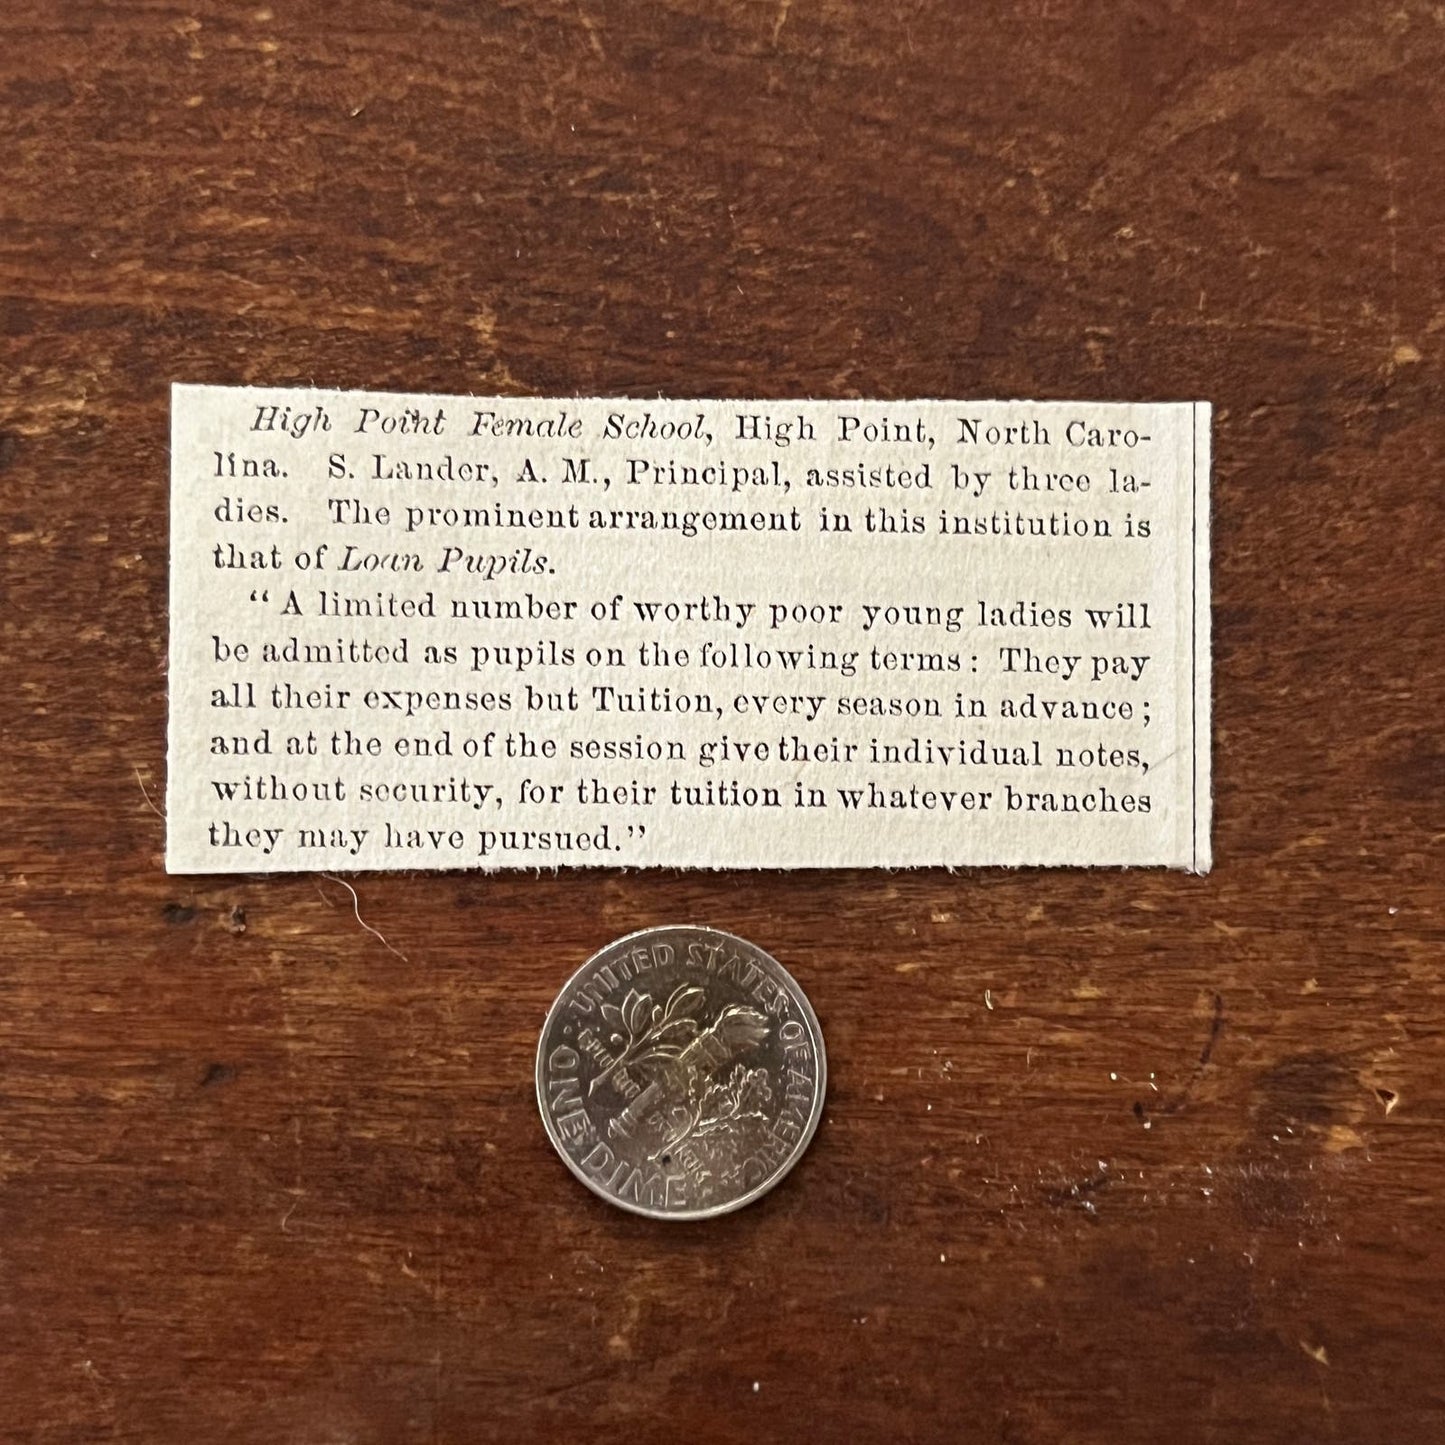 High Point Female School, High Point, North Caro-
lina. S. Lander, A. M., Principal, assisted by three la-
dies. The prominent arrangement in this institution is
that of Loan Pupils.
“ A limited number of worthy poor young ladies will
be admitted as pupils on the following terms : They pay
all their expenses but Tuition, every season in advance ;
and at the end of the session give their individual notes,
without security, for their tuition in whatever branches
they may have pursued.”
UNITED STATES OF AMERICA
ONE DIME